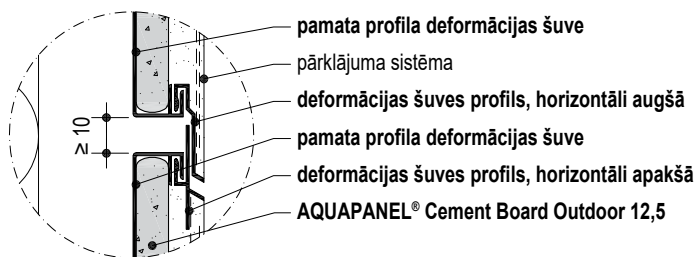 pamata profila deformācijas šuve
pārklājuma sistēma
deformācijas šuves profils, horizontāli augšā
≥ 10
pamata profila deformācijas šuve
deformācijas šuves profils, horizontāli apakšā
AQUAPANEL® Cement Board Outdoor 12,5